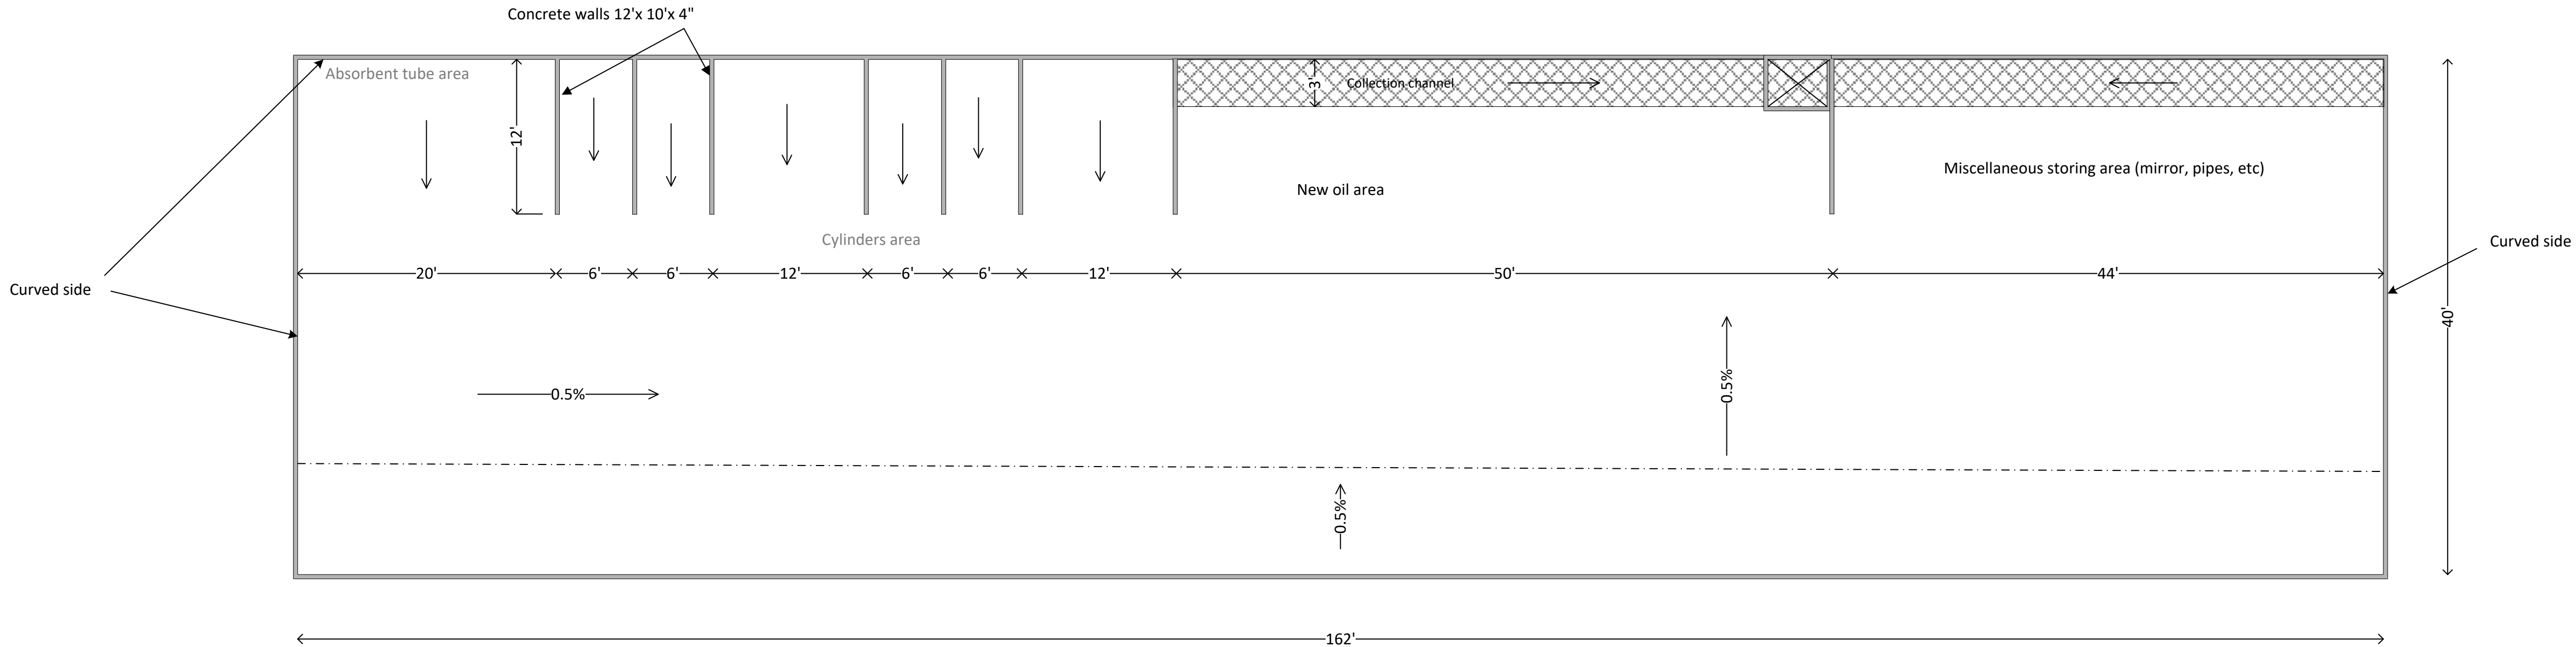 Concrete walls 12'x 10'x 4"
Absorbent tube area
12'
3'
Collection channel
New oil area
Miscellaneous storing area (mirror, pipes, etc)
Cylinders area
Curved side
Curved side
20'
6'
6'
12'
6'
6'
12'
50'
44'
40'
0.5%
0.5%
0.5%
162'